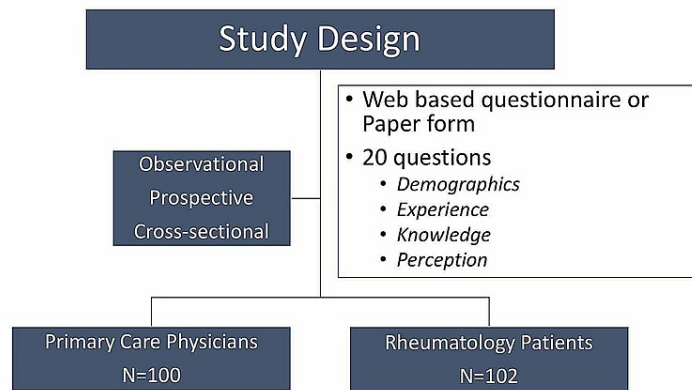 Study Design
• Web based questionnaire or
Paper form
• 20 questions
• Demographics
• Experience
• Knowledge
• Perception
Observational
Prospective
Cross-sectional
Primary Care Physicians
N=100
Rheumatology Patients
N=102